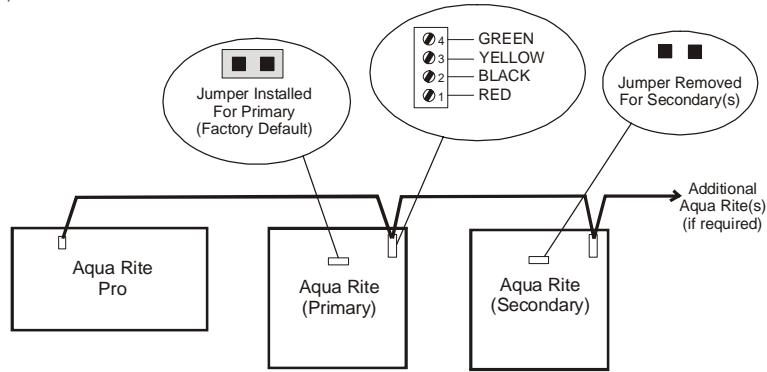 Jumper Installed
For Primary
(Factory Default)
4 GREEN
3 YELLOW
2 BLACK
1 RED
Jumper Removed
For Secondary(s)
Additional
Aqua Rite(s)
(if required)
Aqua Rite
Pro
Aqua Rite
(Primary)
Aqua Rite
(Secondary)